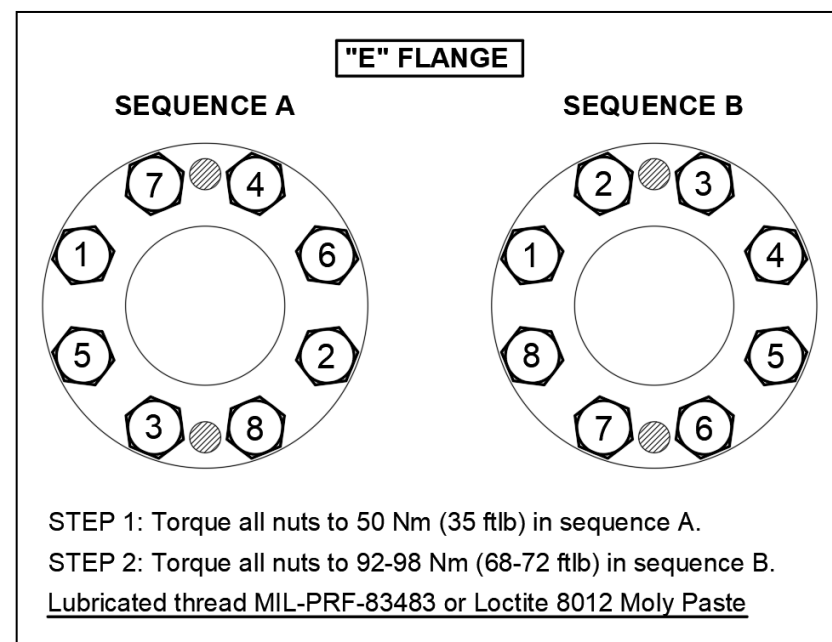 "E" FLANGE
SEQUENCE A SEQUENCE B
7 4 2 3
1 6 1 4
5 2 8 5
3 8 7 6
STEP 1: Torque all nuts to 50 Nm (35 ftlb) in sequence A.
STEP 2: Torque all nuts to 92-98 Nm (68-72 ftlb) in sequence B.
Lubricated thread MIL-PRF-83483 or Loctite 8012 Moly Paste